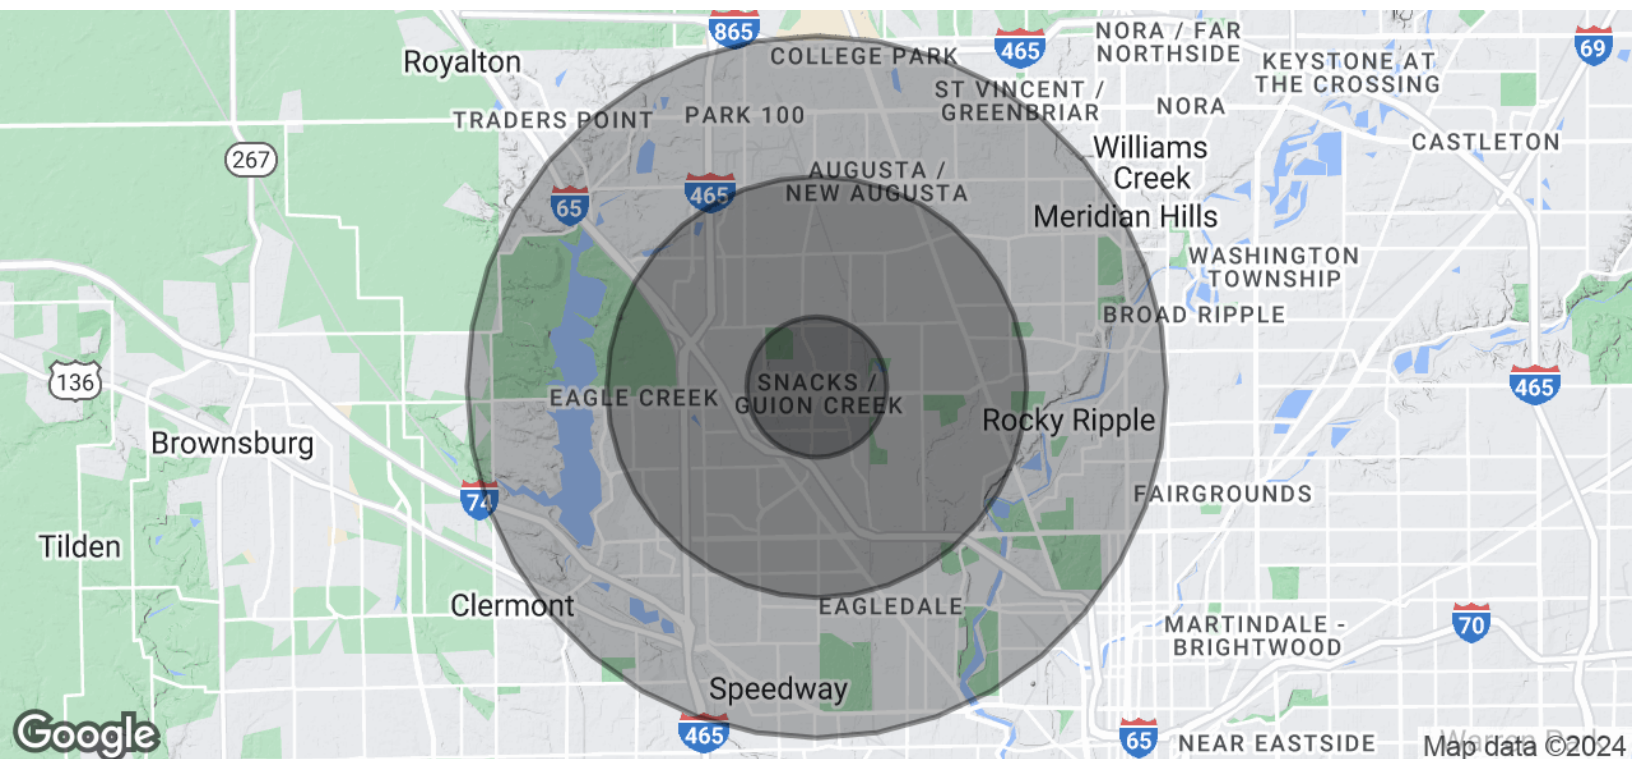 865
COLLEGE PARK
465
NORA / FAR
NORTHSIDE
69
Royalton
KEYSTONE AT
THE CROSSING
ST VINCENT /
GREENBRIAR
NORA
TRADERS POINT
PARK 100
CASTLETON
Williams
Creek
267
AUGUSTA /
NEW AUGUSTA
465
65
Meridian Hills
WASHINGTON
TOWNSHIP
BROAD RIPPLE
136
SNACKS /
GUION CREEK
EAGLE CREEK
465
Rocky Ripple
Brownsburg
74
FAIRGROUNDS
Tilden
Clermont
EAGLEDALE
MARTINDALE -
BRIGHTWOOD
70
Speedway
465
65
NEAR EASTSIDE
Google
Warren Park
Map data ©2024